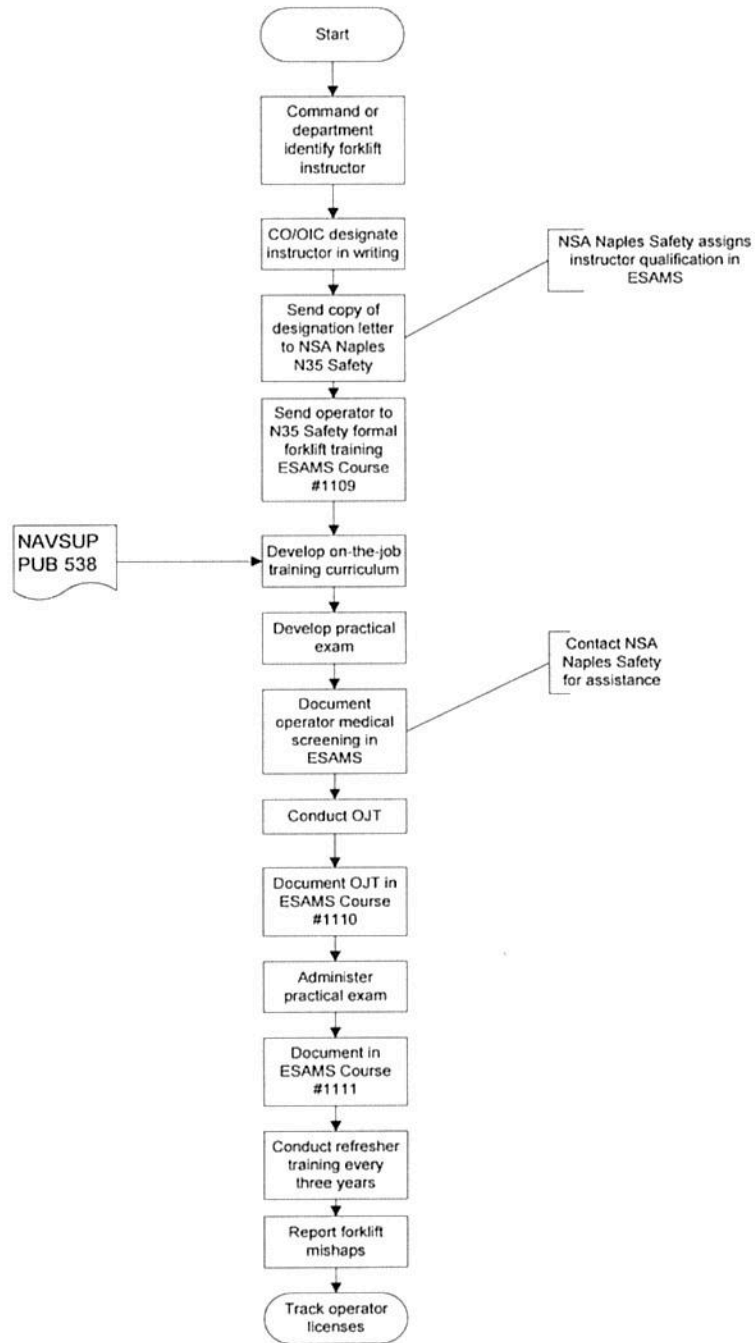 Start
Command or
department
identify forklift
instructor
CO/OIC designate
instructor in writing
NSA Naples Safety assigns
instructor qualification in
ESAMS
Send copy of
designation letter
to NSA Naples
N35 Safety
Send operator to
N35 Safety formal
forklift training
ESAMS Course
#1109
NAVSUP
PUB 538
Develop on-the-job
training curriculum
Develop practical
exam
Contact NSA
Naples Safety
for assistance
Document
operator medical
screening in
ESAMS
Conduct OJT
Document OJT in
ESAMS Course
#1110
Administer
practical exam
Document in
ESAMS Course
#1111
Conduct refresher
training every
three years
Report forklift
mishaps
Track operator
licenses